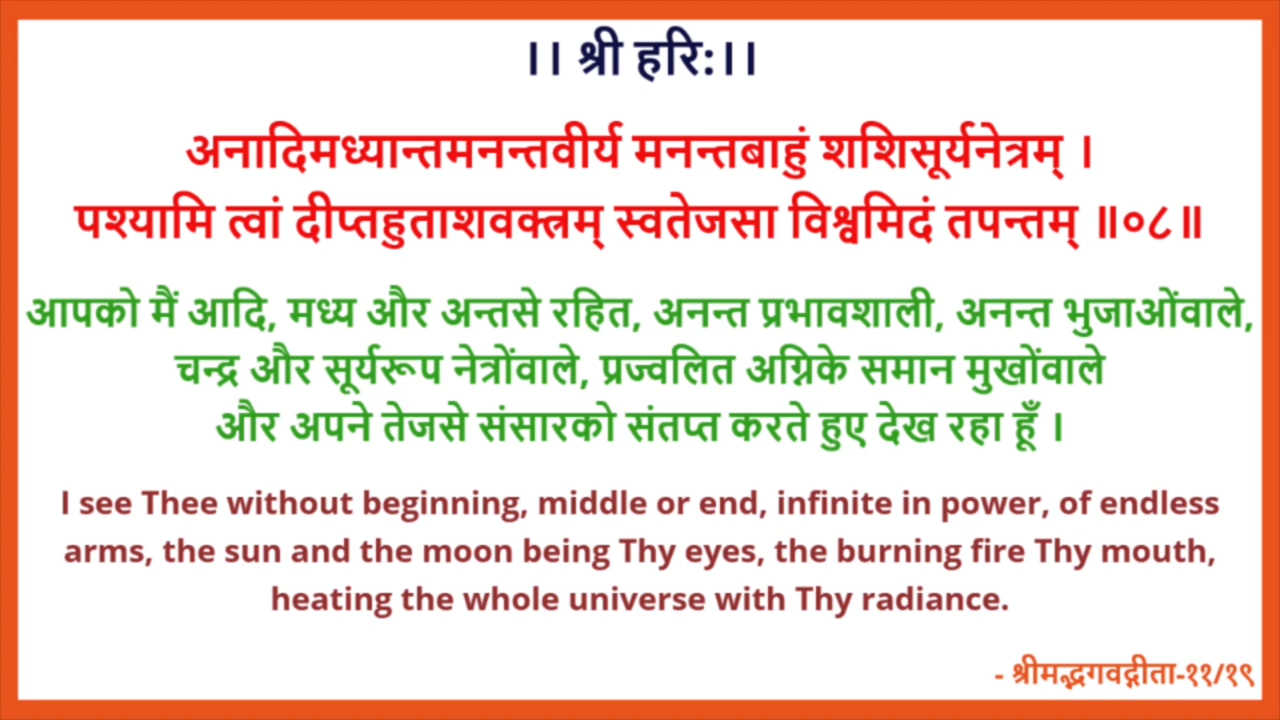 ।। श्री हरि:।।
अनादिमध्यान्तमनन्तवीर्य मनन्तबाहुं शशिसूर्यनेत्रम् ।
पश्यामि त्वां दीप्तहुताशवक्त्रम् स्वतेजसा विश्वमिदं तपन्तम् ॥०८॥
आपको मैं आदि, मध्य और अन्तसे रहित, अनन्त प्रभावशाली, अनन्त भुजाओंवाले,
चन्द्र और सूर्यरूप नेत्रोंवाले, प्रज्वलित अग्निके समान मुखोंवाले
और अपने तेजसे संसारको संतप्त करते हुए देख रहा हूँ ।
I see Thee without beginning, middle or end, infinite in power, of endless
arms, the sun and the moon being Thy eyes, the burning fire Thy mouth,
heating the whole universe with Thy radiance.
- श्रीमद्भगवद्गीता-११/१९